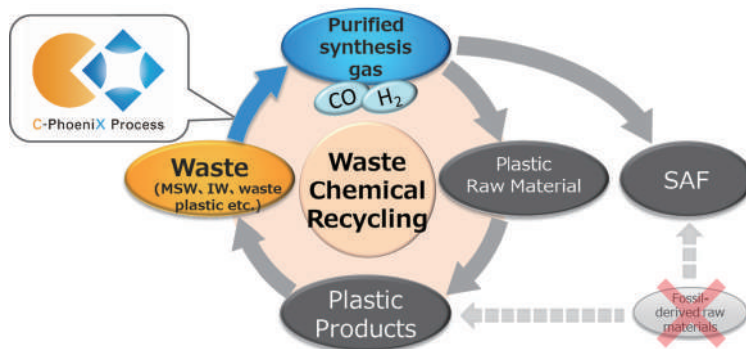 C-PhoeniX Process
Purified
synthesis
gas
CO H₂
Waste
(MSW、IW、waste
plastic etc.)
Waste
Chemical
Recycling
Plastic
Raw Material
SAF
Plastic
Products
Fossil-
derived raw
materials